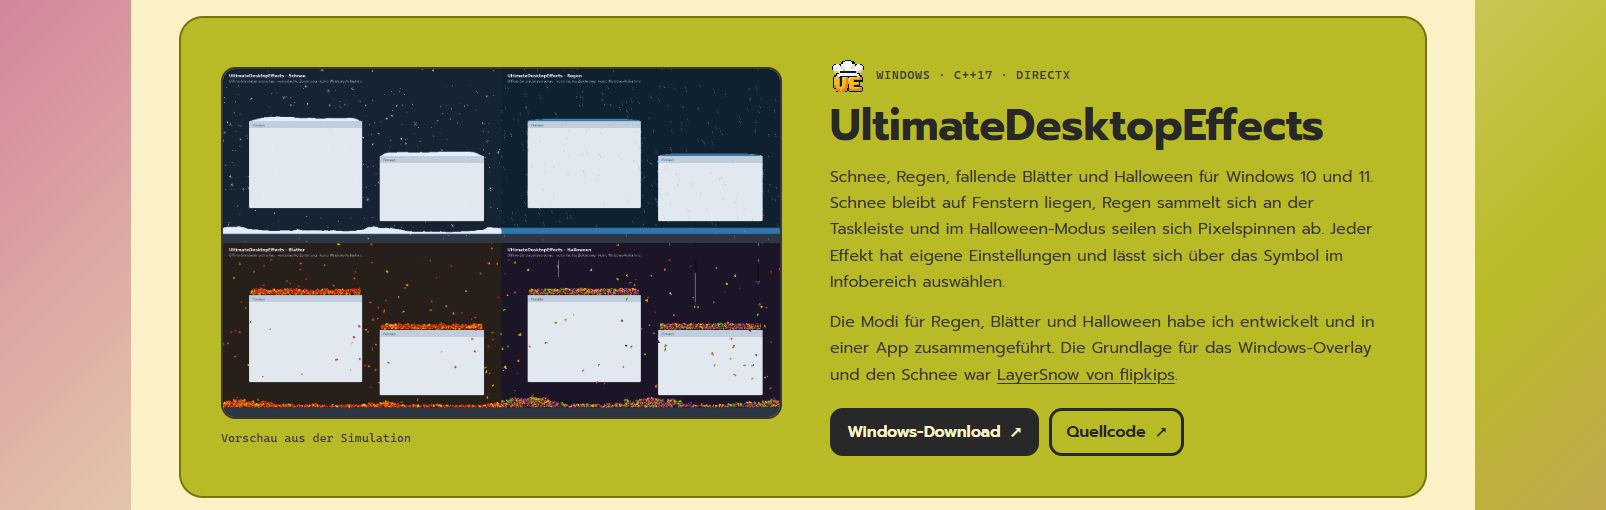 UltimateDesktopEffects · Schnee
UltimateDesktopEffects · Regen
UltimateDesktopEffects · Blätter
UltimateDesktopEffects · Halloween
Vorschau aus der Simulation
UE
WINDOWS · C++17 · DIRECTX
UltimateDesktopEffects
Schnee, Regen, fallende Blätter und Halloween für Windows 10 und 11.
Schnee bleibt auf Fenstern liegen, Regen sammelt sich an der
Taskleiste und im Halloween-Modus seilen sich Pixelspinnen ab. Jeder
Effekt hat eigene Einstellungen und lässt sich über das Symbol im
Infobereich auswählen.
Die Modi für Regen, Blätter und Halloween habe ich entwickelt und in
einer App zusammengeführt. Die Grundlage für das Windows-Overlay
und den Schnee war LayerSnow von flipkips.
Windows-Download ↗
Quellcode ↗